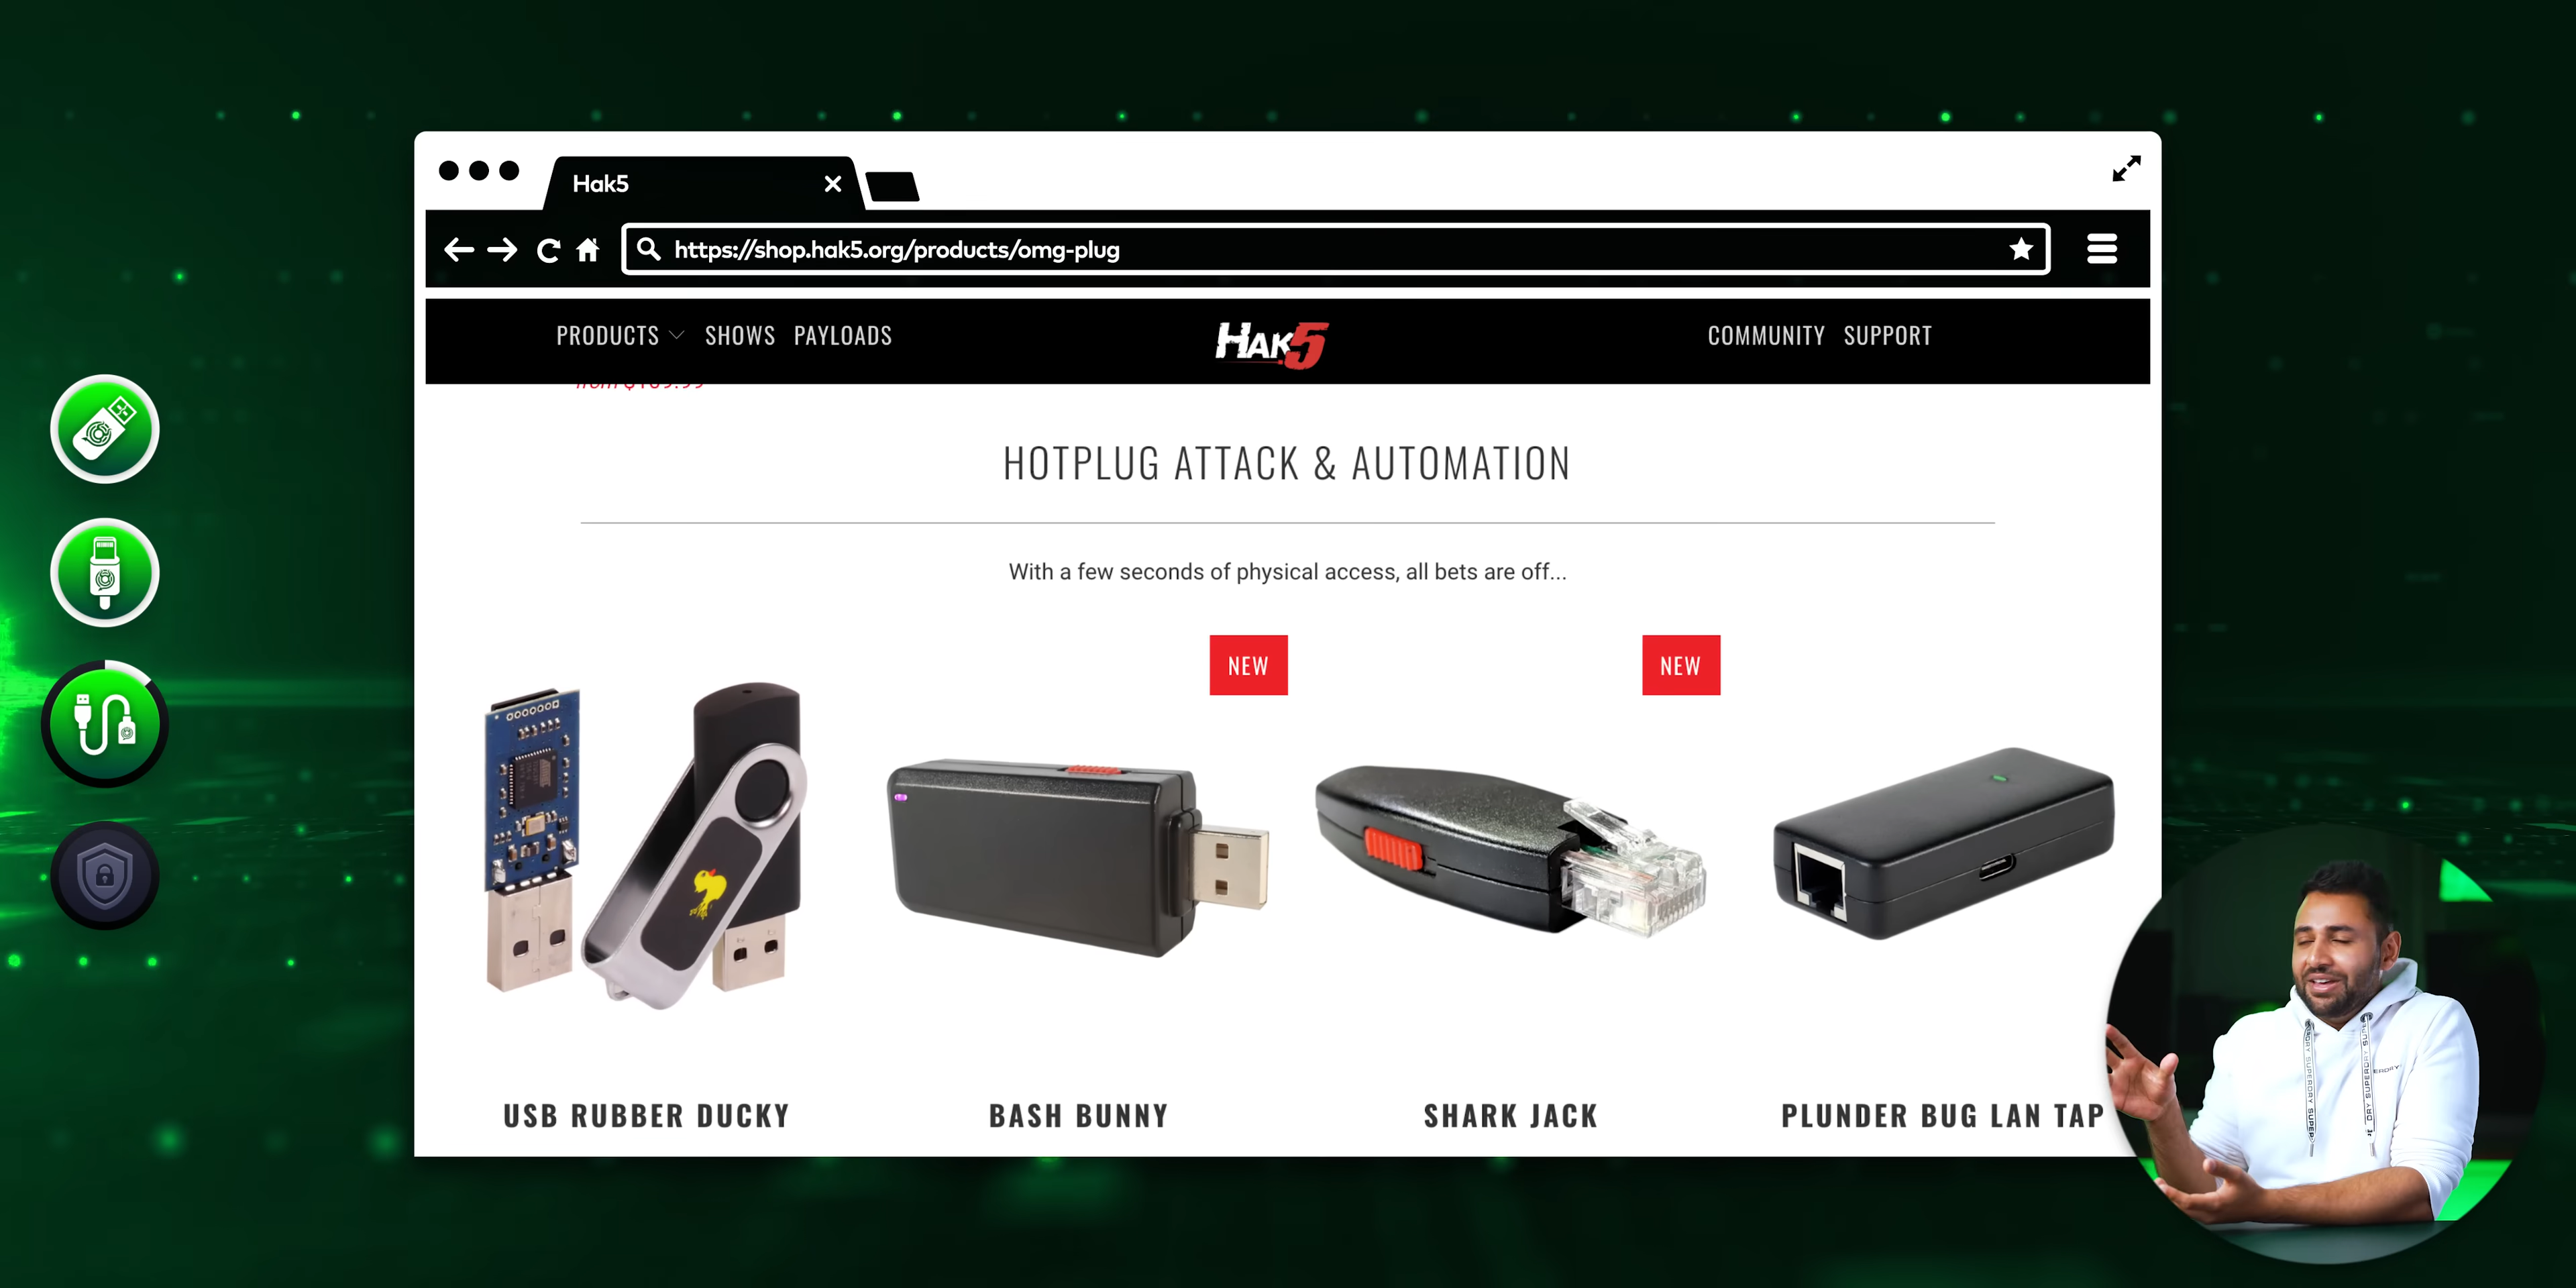 Hak5
https://shop.hak5.org/products/omg-plug
PRODUCTS SHOWS PAYLOADS
HAK5
COMMUNITY SUPPORT
HOTPLUG ATTACK & AUTOMATION
With a few seconds of physical access, all bets are off...
NEW
NEW
USB RUBBER DUCKY
BASH BUNNY
SHARK JACK
PLUNDER BUG LAN TAP